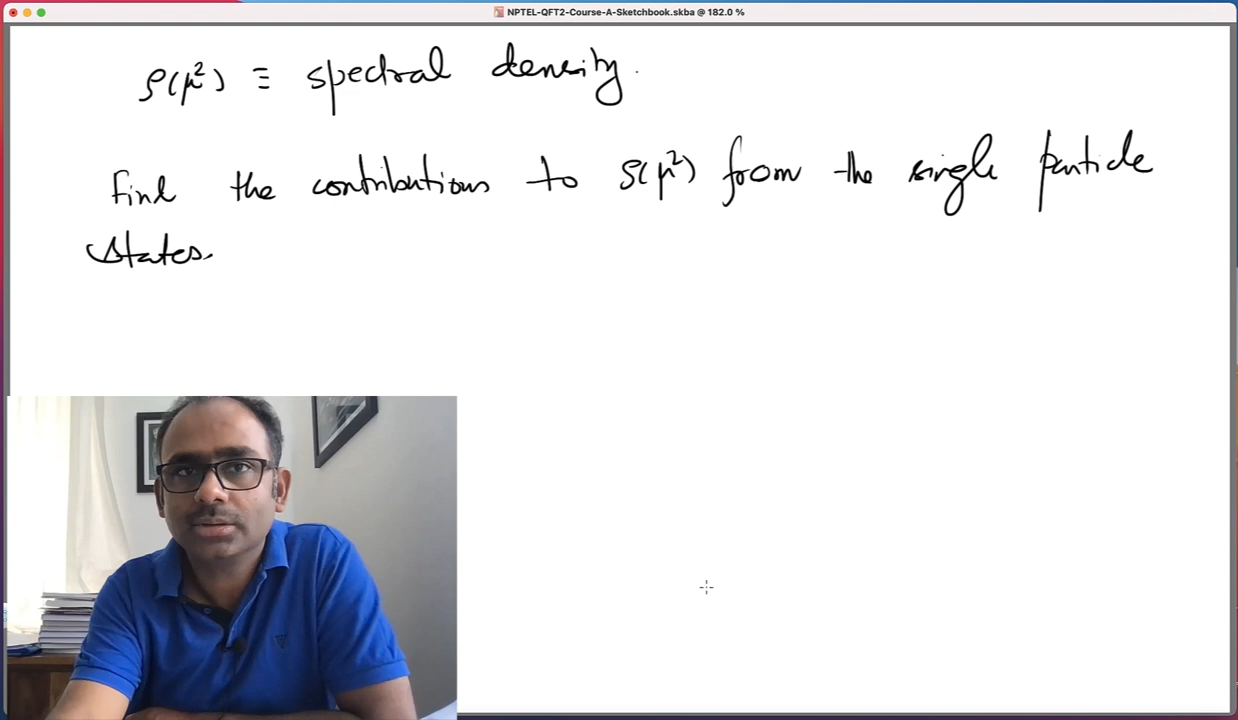 NPTEL-QFT2-Course-A-Sketchbook.skba @ 182.0 %
ρ(μ²) ≡ spectral density.
Find the contributions to ρ(μ²) from the single particle
states.